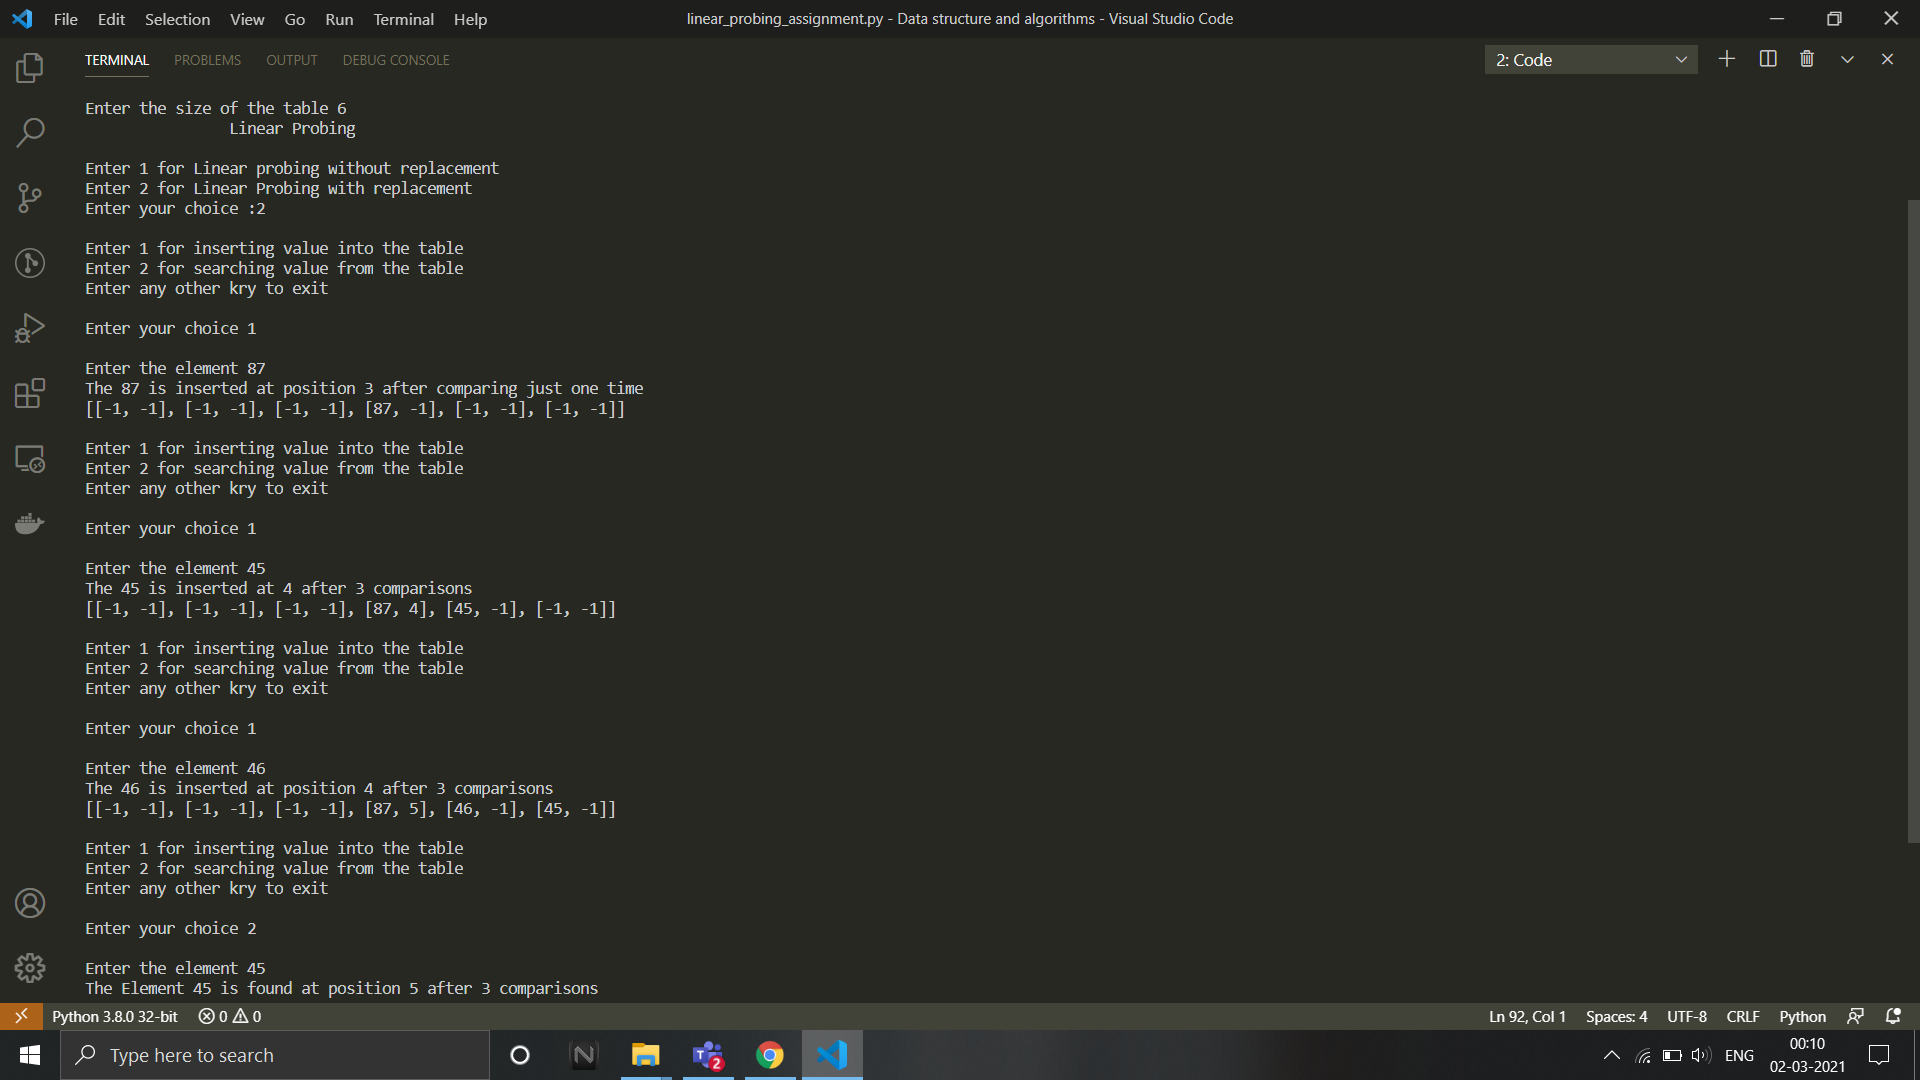 File Edit Selection View Go Run Terminal Help linear_probing_assignment.py - Data structure and algorithms - Visual Studio Code
TERMINAL PROBLEMS OUTPUT DEBUG CONSOLE 2: Code
Enter the size of the table 6
Linear Probing
Enter 1 for Linear probing without replacement
Enter 2 for Linear Probing with replacement
Enter your choice :2
Enter 1 for inserting value into the table
Enter 2 for searching value from the table
Enter any other kry to exit
Enter your choice 1
Enter the element 87
The 87 is inserted at position 3 after comparing just one time
[[-1, -1], [-1, -1], [-1, -1], [87, -1], [-1, -1], [-1, -1]]
Enter 1 for inserting value into the table
Enter 2 for searching value from the table
Enter any other kry to exit
Enter your choice 1
Enter the element 45
The 45 is inserted at 4 after 3 comparisons
[[-1, -1], [-1, -1], [-1, -1], [87, 4], [45, -1], [-1, -1]]
Enter 1 for inserting value into the table
Enter 2 for searching value from the table
Enter any other kry to exit
Enter your choice 1
Enter the element 46
The 46 is inserted at position 4 after 3 comparisons
[[-1, -1], [-1, -1], [-1, -1], [87, 5], [46, -1], [45, -1]]
Enter 1 for inserting value into the table
Enter 2 for searching value from the table
Enter any other kry to exit
Enter your choice 2
Enter the element 45
The Element 45 is found at position 5 after 3 comparisons
Python 3.8.0 32-bit 0 0 Ln 92, Col 1 Spaces: 4 UTF-8 CRLF Python
Type here to search N T 2 ENG 00:10
02-03-2021